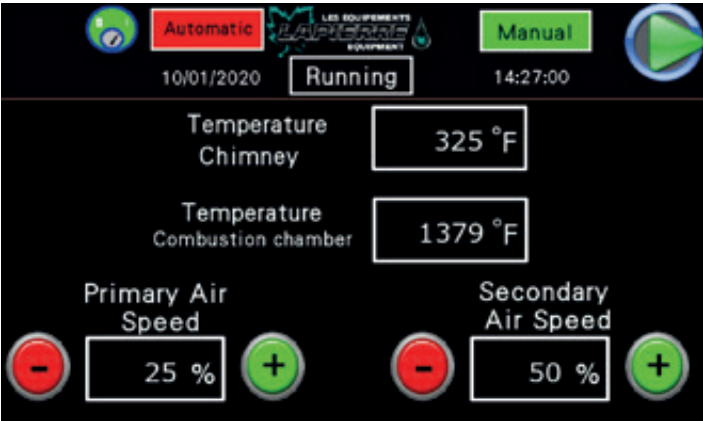 Automatic
LES EQUIPEMENTS
LAPIERRE
EQUIPMENT
Manual
10/01/2020
Running
14:27:00
Temperature
Chimney
325 °F
Temperature
Combustion chamber
1379 °F
Primary Air
Speed
- 25 % +
Secondary
Air Speed
- 50 % +